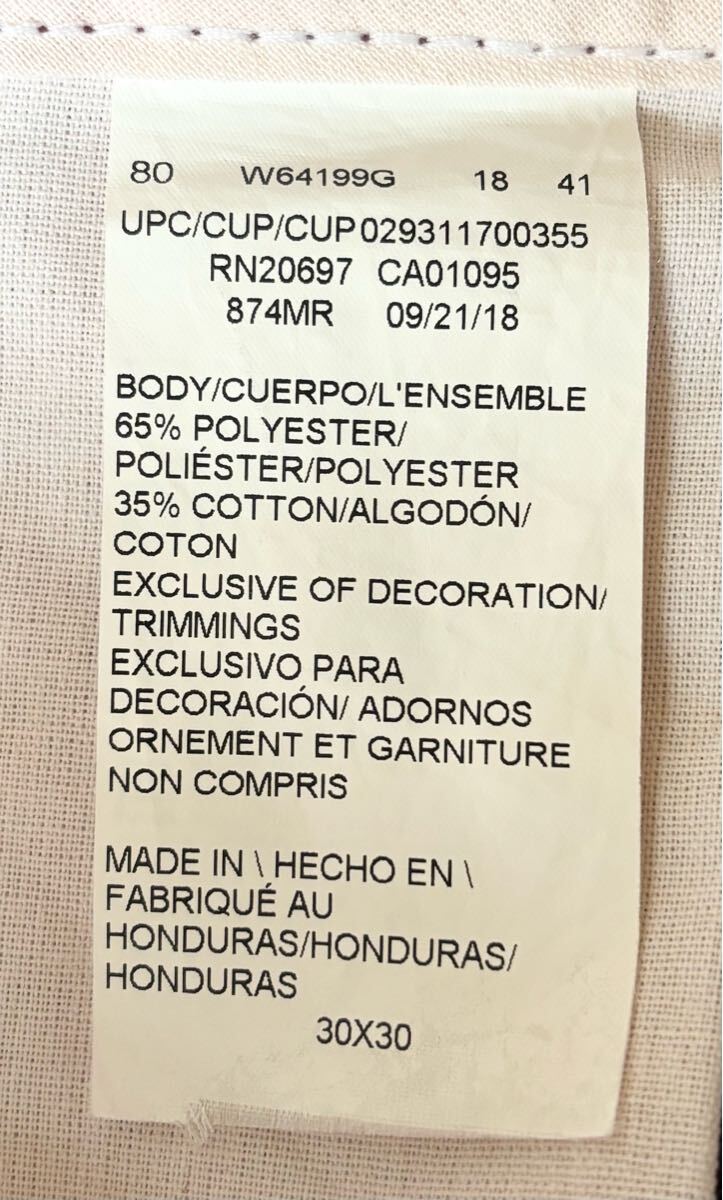 80 W64199G 18 41
UPC/CUP/CUP029311700355
RN20697 CA01095
874MR 09/21/18
BODY/CUERPO/L'ENSEMBLE
65% POLYESTER/
POLIÉSTER/POLYESTER
35% COTTON/ALGODÓN/
COTON
EXCLUSIVE OF DECORATION/
TRIMMINGS
EXCLUSIVO PARA
DECORACIÓN/ ADORNOS
ORNEMENT ET GARNITURE
NON COMPRIS
MADE IN \ HECHO EN \
FABRIQUÉ AU
HONDURAS/HONDURAS/
HONDURAS
30X30